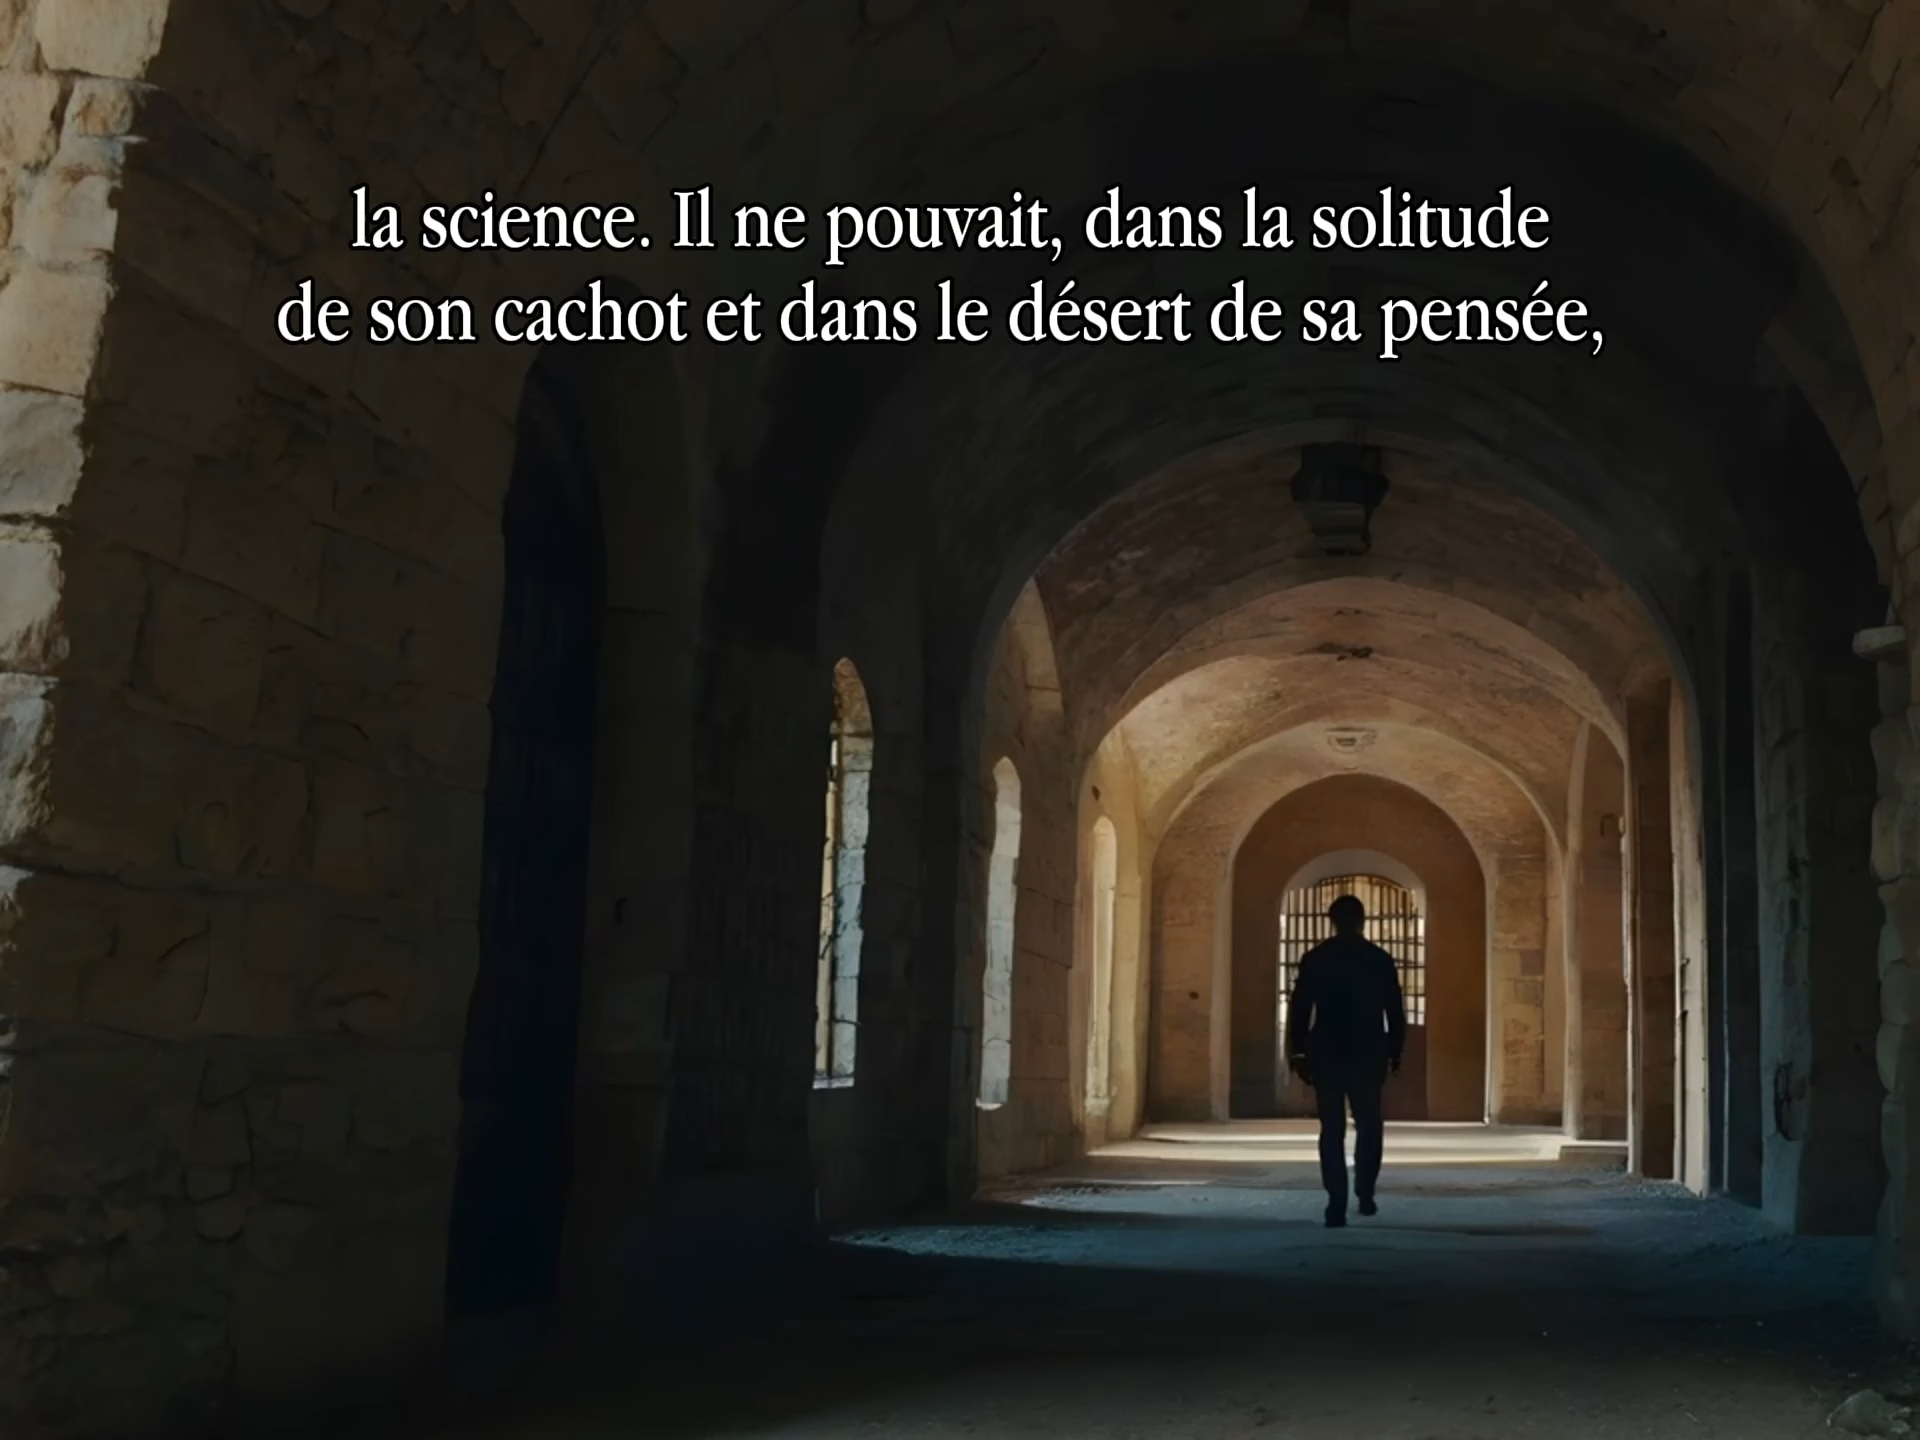 la science. Il ne pouvait, dans la solitude
de son cachot et dans le désert de sa pensée,